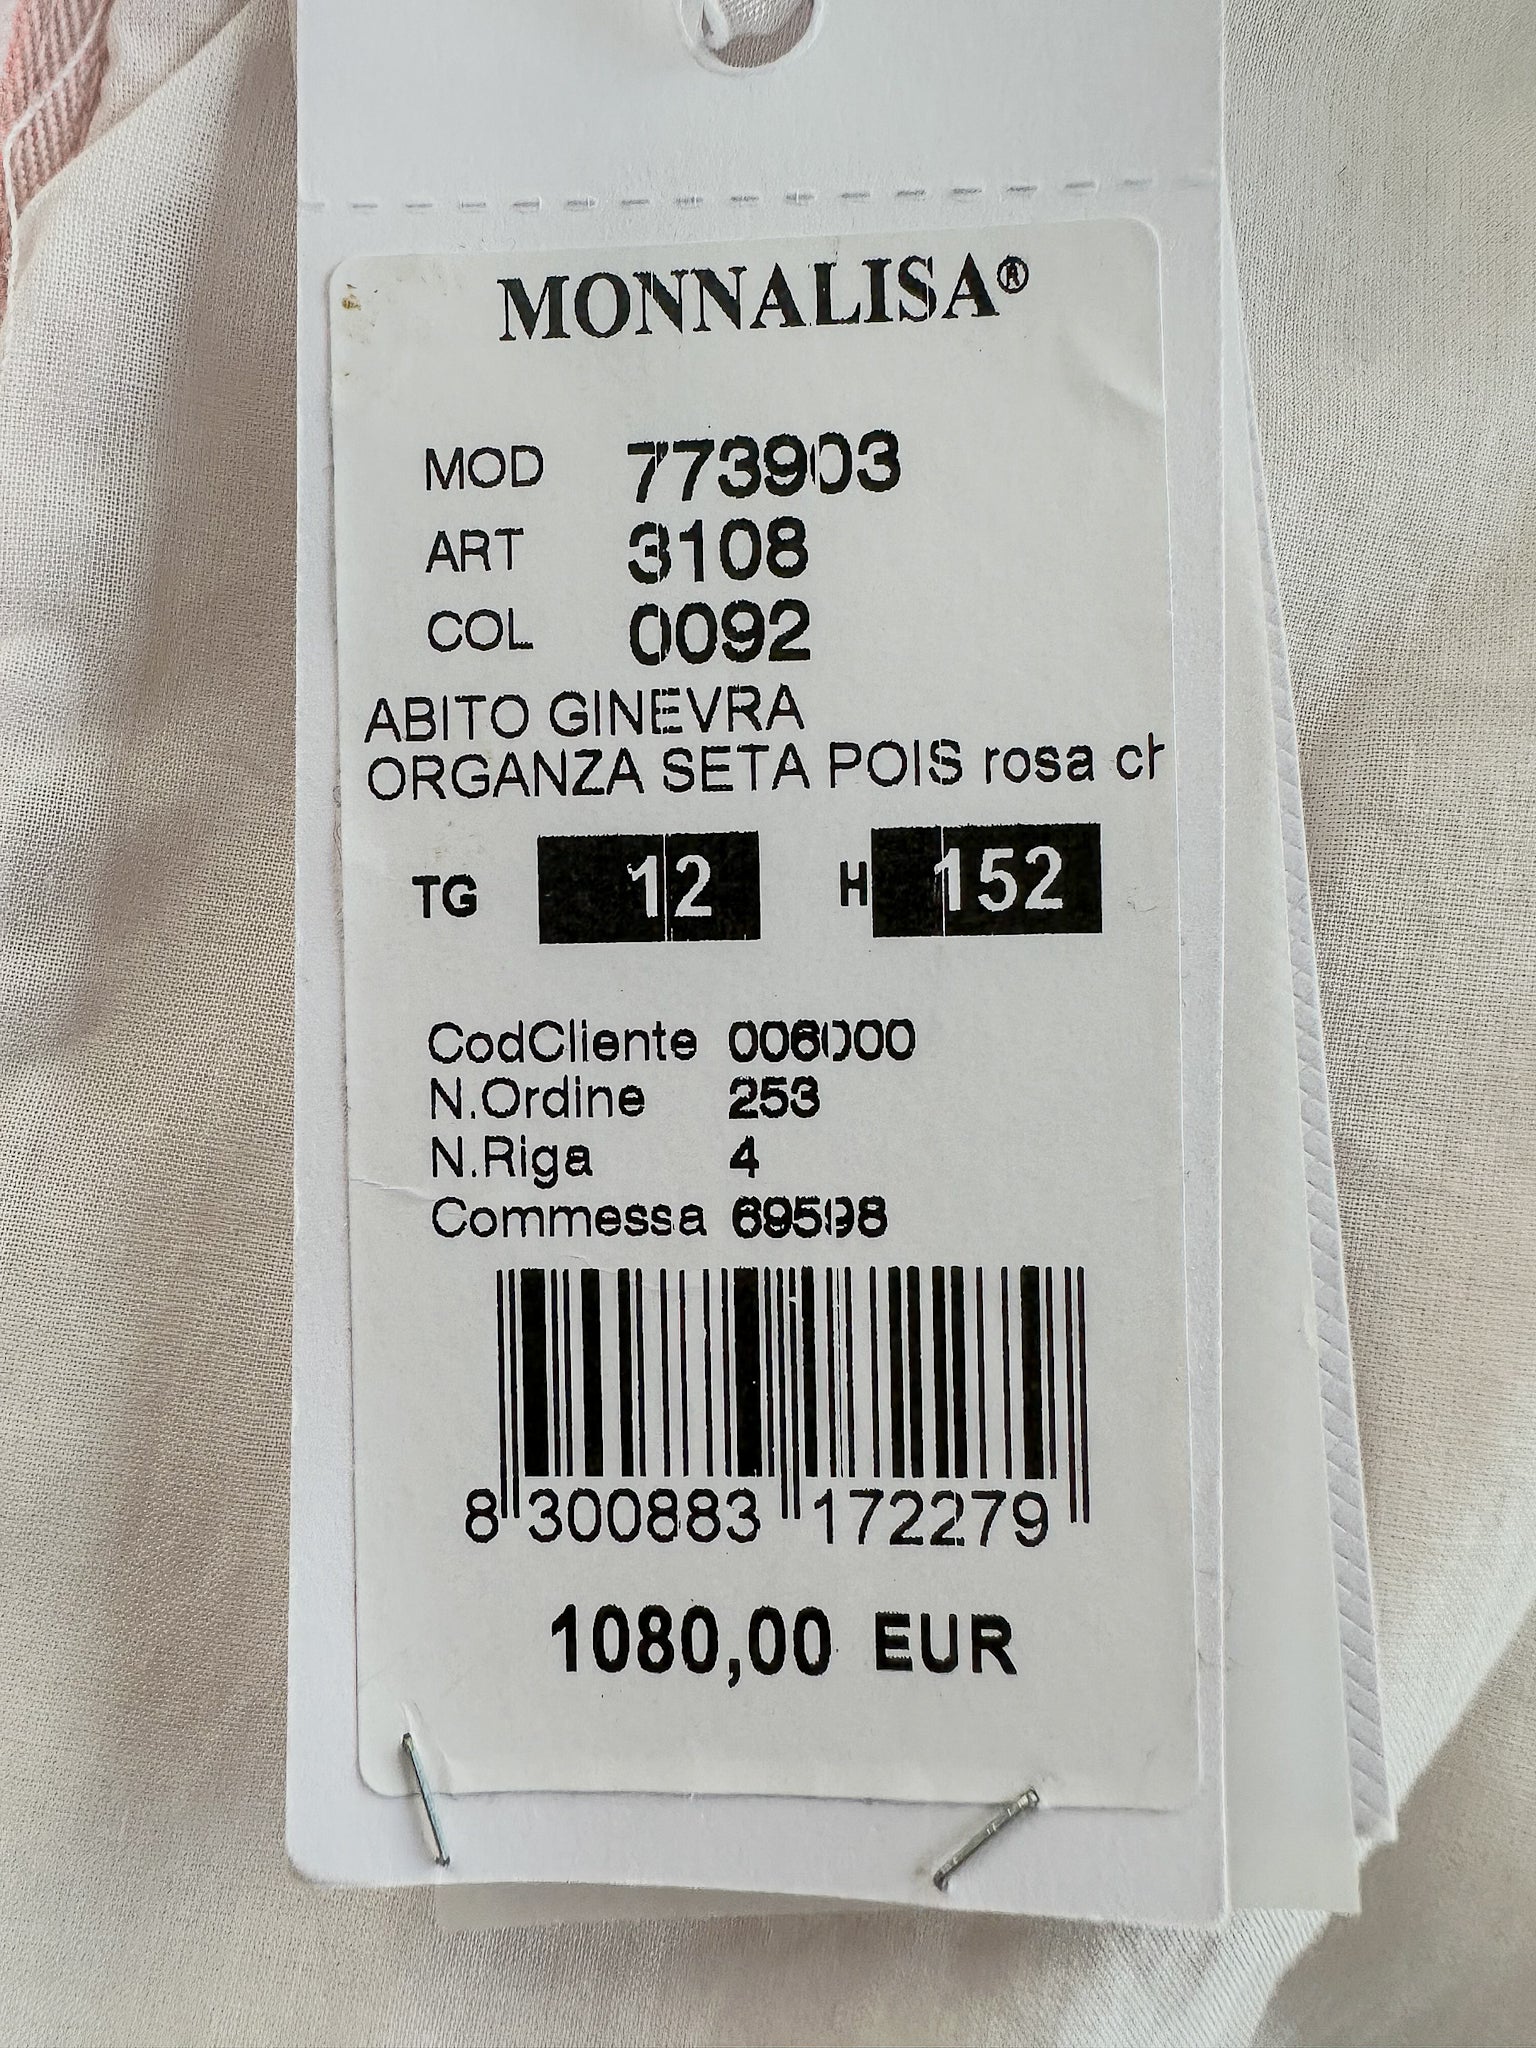 MONNALISA®
MOD 773903
ART 3108
COL 0092
ABITO GINEVRA
ORGANZA SETA POIS rosa ch
TG 12 H 152
CodCliente 006000
N.Ordine 253
N.Riga 4
Commessa 69598
8 300883 172279
1080,00 EUR